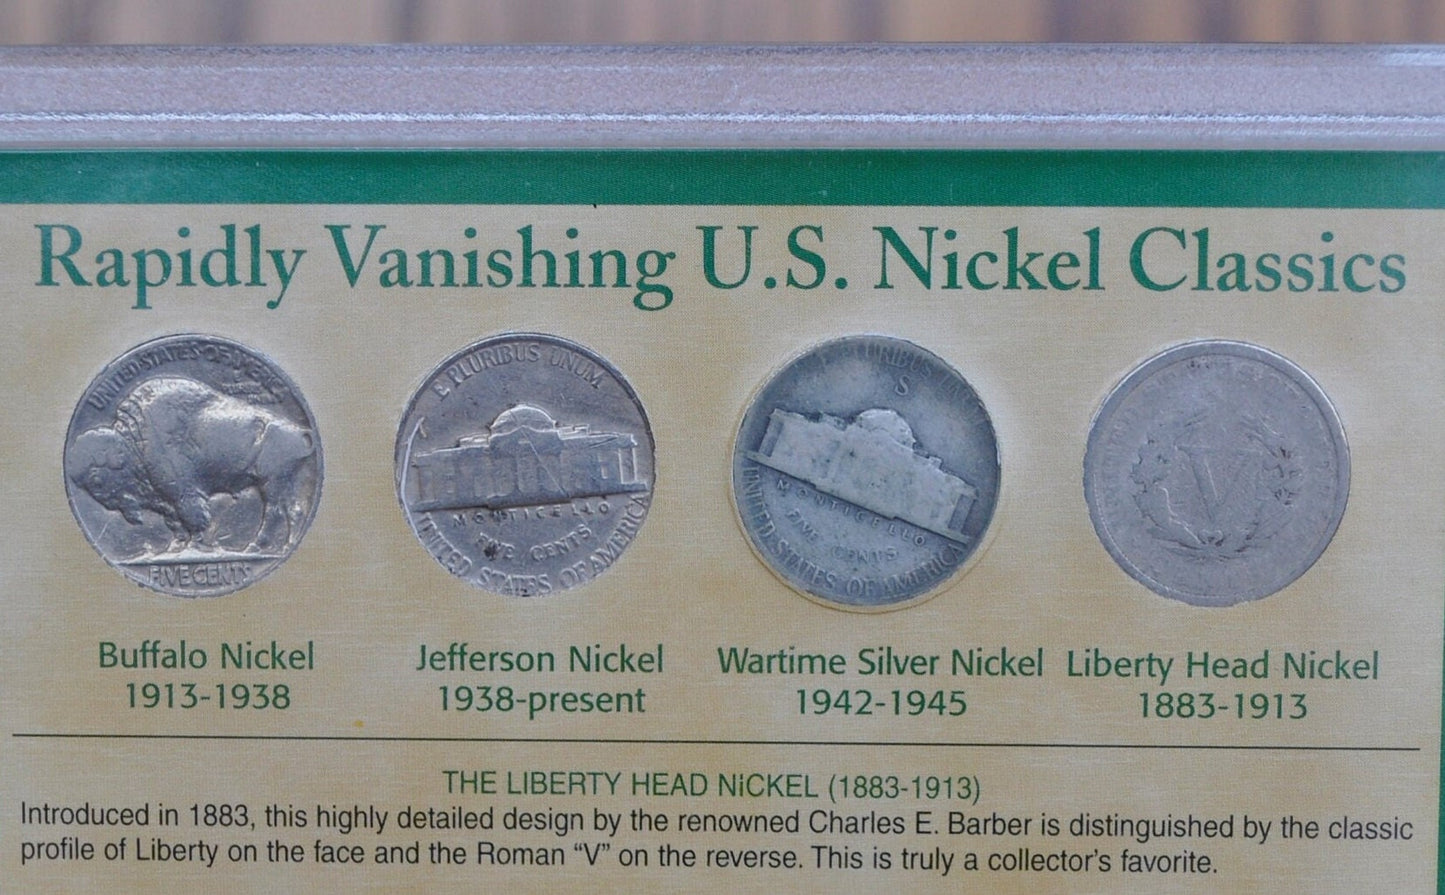 Rapidly Vanishing U.S. Nickel Classics
UNITED STATES OF AMERICA
FIVE CENTS
E PLURIBUS UNUM
MONTICELLO
FIVE CENTS
UNITED STATES OF AMERICA
PLURIBUS
S
MONTICELLO
FIVE CENTS
UNITED STATES OF AMERICA
V
Buffalo Nickel
1913-1938
Jefferson Nickel
1938-present
Wartime Silver Nickel
1942-1945
Liberty Head Nickel
1883-1913
THE LIBERTY HEAD NiCKEL (1883-1913)
Introduced in 1883, this highly detailed design by the renowned Charles E. Barber is distinguished by the classic
profile of Liberty on the face and the Roman “V” on the reverse. This is truly a collector's favorite.